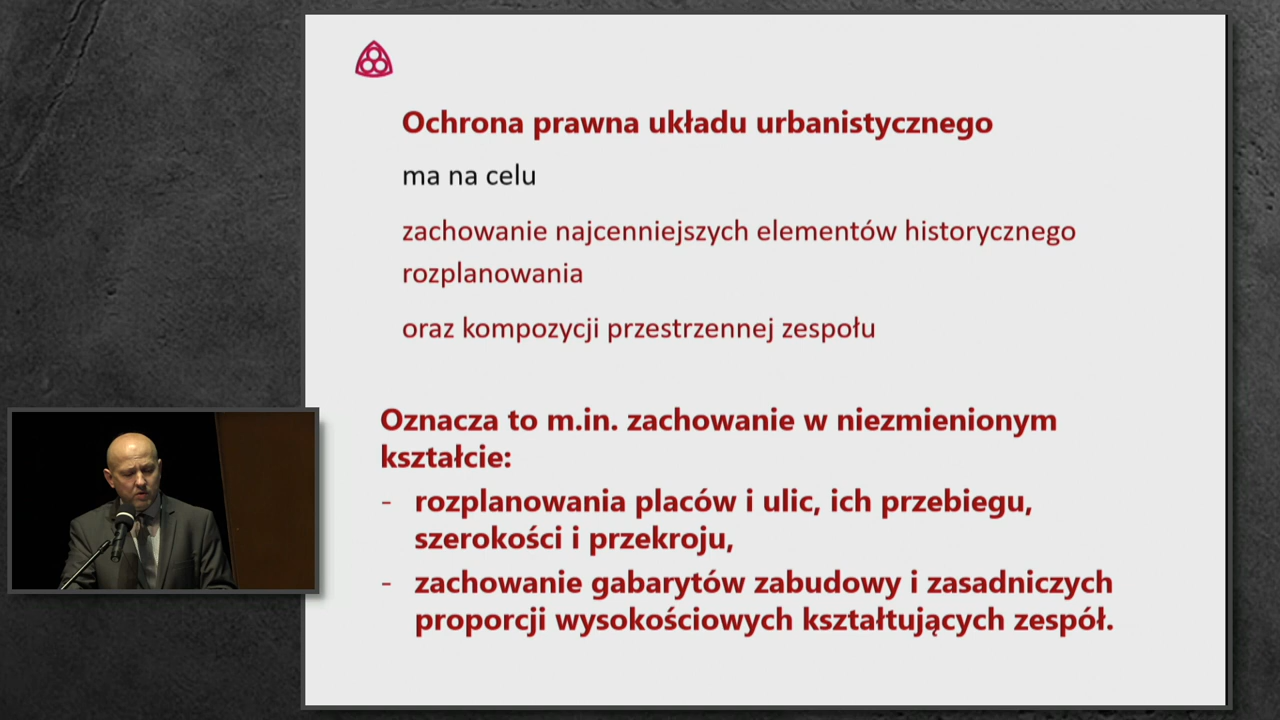 Ochrona prawna układu urbanistycznego
ma na celu
zachowanie najcenniejszych elementów historycznego
rozplanowania
oraz kompozycji przestrzennej zespołu
Oznacza to m.in. zachowanie w niezmienionym
kształcie:
- rozplanowania placów i ulic, ich przebiegu,
szerokości i przekroju,
- zachowanie gabarytów zabudowy i zasadniczych
proporcji wysokościowych kształtujących zespół.